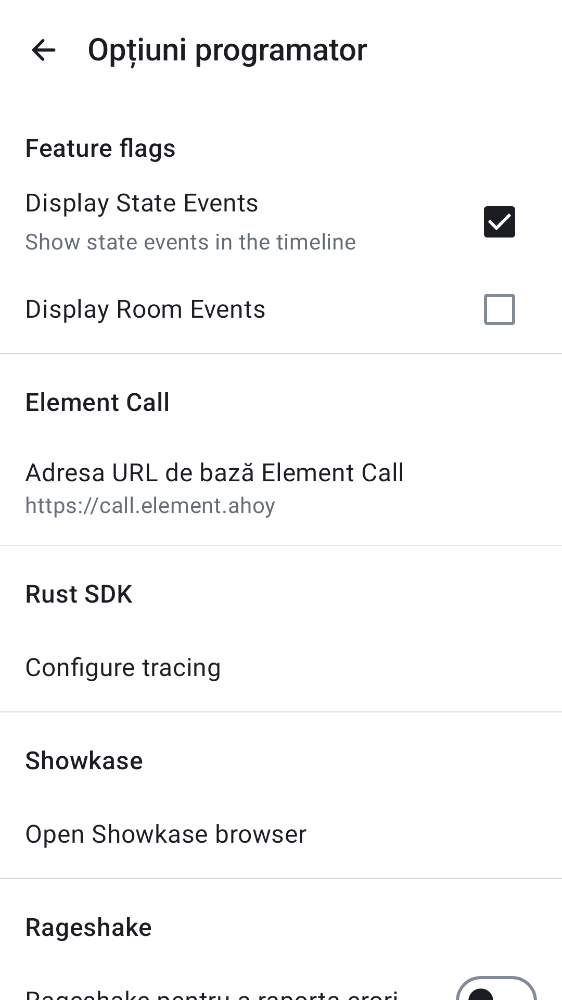 Opțiuni programator
Feature flags
Display State Events
Show state events in the timeline
Display Room Events
Element Call
Adresa URL de bază Element Call
https://call.element.ahoy
Rust SDK
Configure tracing
Showkase
Open Showkase browser
Rageshake
Rageshake pentru a raporta erori